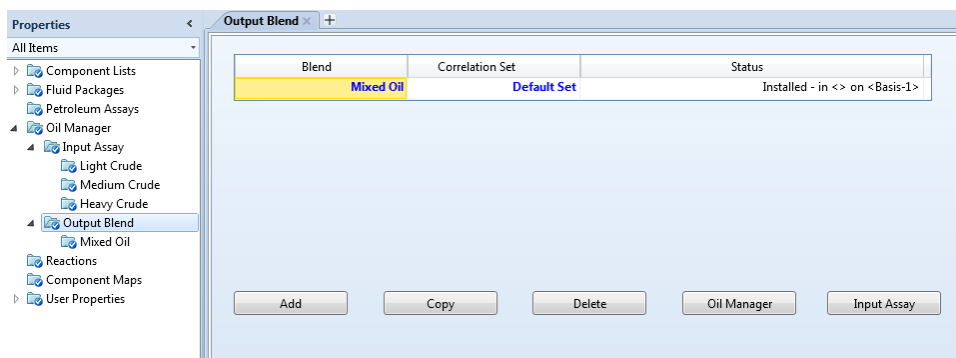 Properties
All Items
Component Lists
Fluid Packages
Petroleum Assays
Oil Manager
Input Assay
Light Crude
Medium Crude
Heavy Crude
Output Blend
Mixed Oil
Reactions
Component Maps
User Properties
Output Blend
Blend Correlation Set Status
Mixed Oil Default Set Installed - in <> on <Basis-1>
Add Copy Delete Oil Manager Input Assay